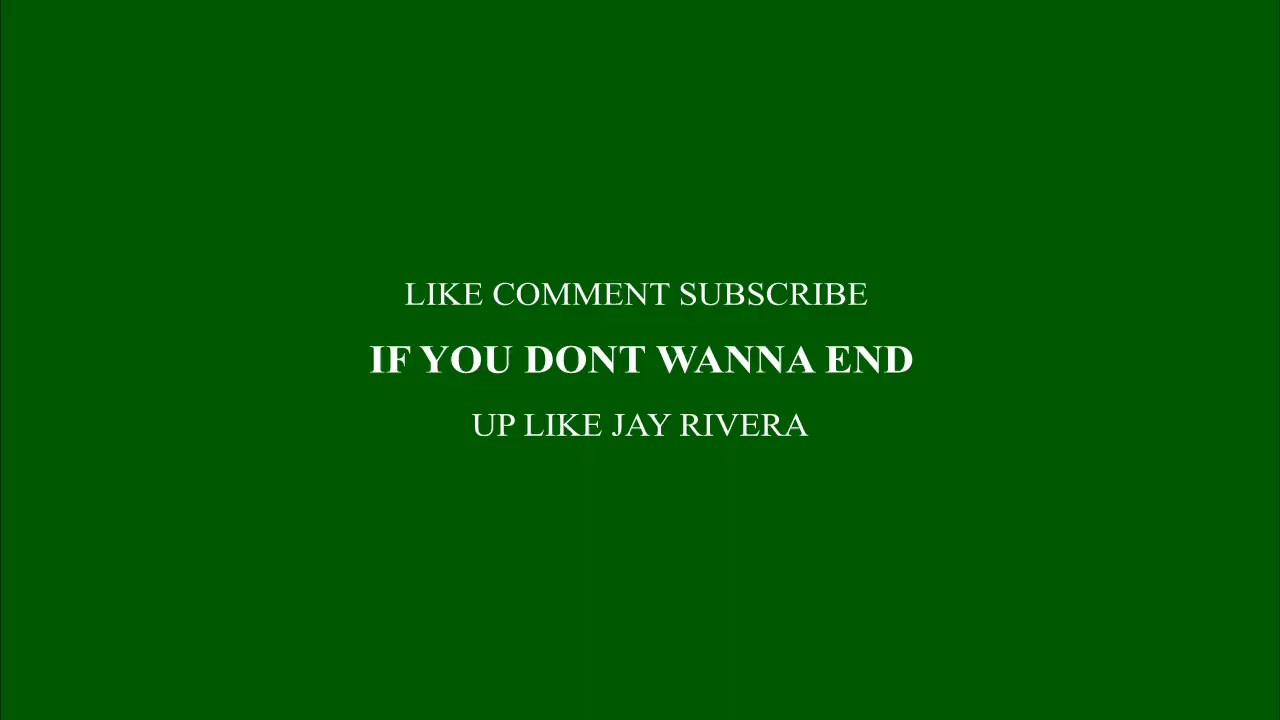 LIKE COMMENT SUBSCRIBE
IF YOU DONT WANNA END
UP LIKE JAY RIVERA